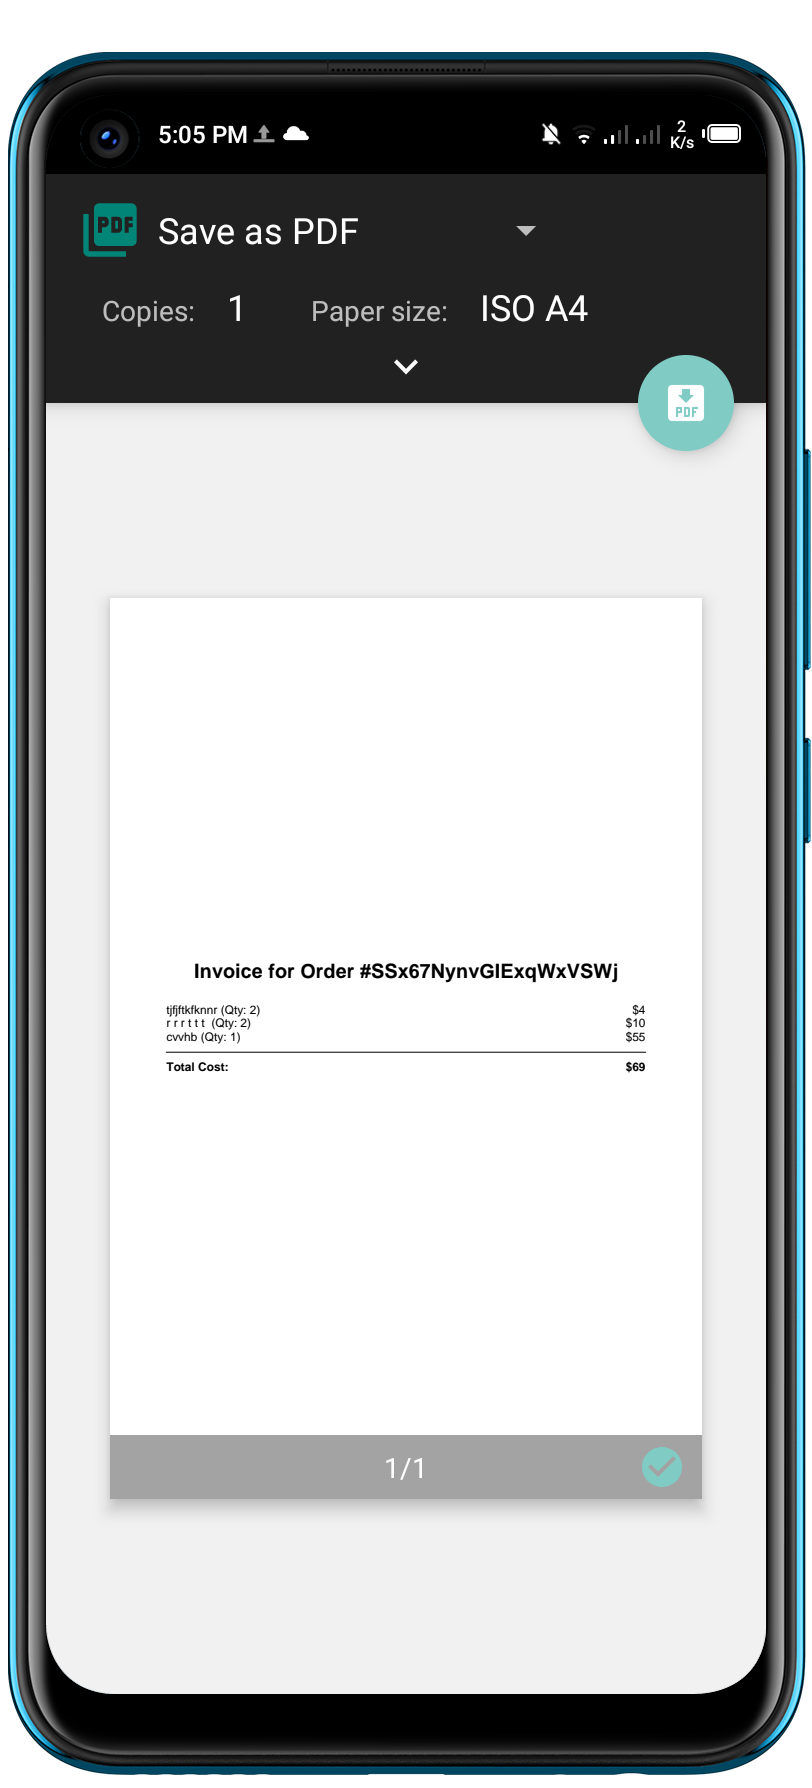 5:05 PM
2
K/s
PDF
Save as PDF
Copies: 1 Paper size: ISO A4
PDF
Invoice for Order #SSx67NynvGIExqWxVSWj
tjfjftkfknnr (Qty: 2) $4
r r r t t t (Qty: 2) $10
cvvhb (Qty: 1) $55
Total Cost: $69
1/1